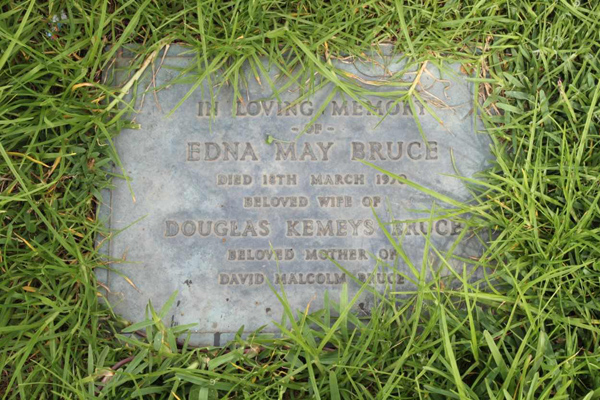 IN LOVING MEMORY
- OF -
EDNA MAY BRUCE
DIED 18TH MARCH
BELOVED WIFE OF
DOUGLAS KEMEYS BRUCE
BELOVED MOTHER OF
DAVID MALCOLM BRUCE